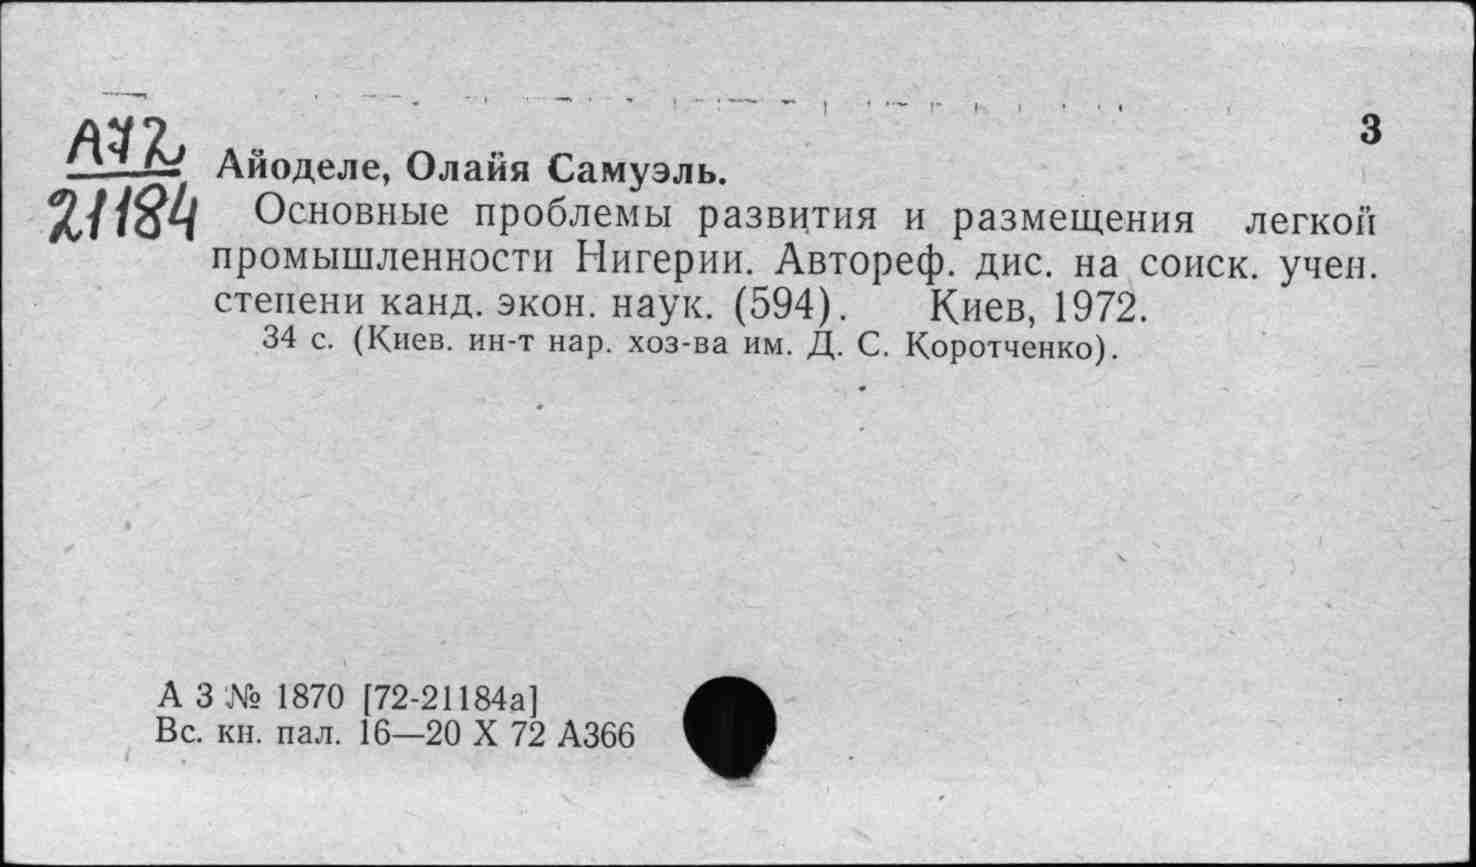 3
А72
21184
Айоделе, Олайя Самуэль.
Основные проблемы развития и размещения легкой
промышленности Нигерии. Автореф. дис. на соиск. учен.
степени канд. экон. наук. (594). Киев, 1972.
34 с. (Киев. ин-т нар. хоз-ва им. Д. С. Коротченко).
А 3 № 1870 [72-21184а]
Вс. кн. пал. 16—20 X 72 А366